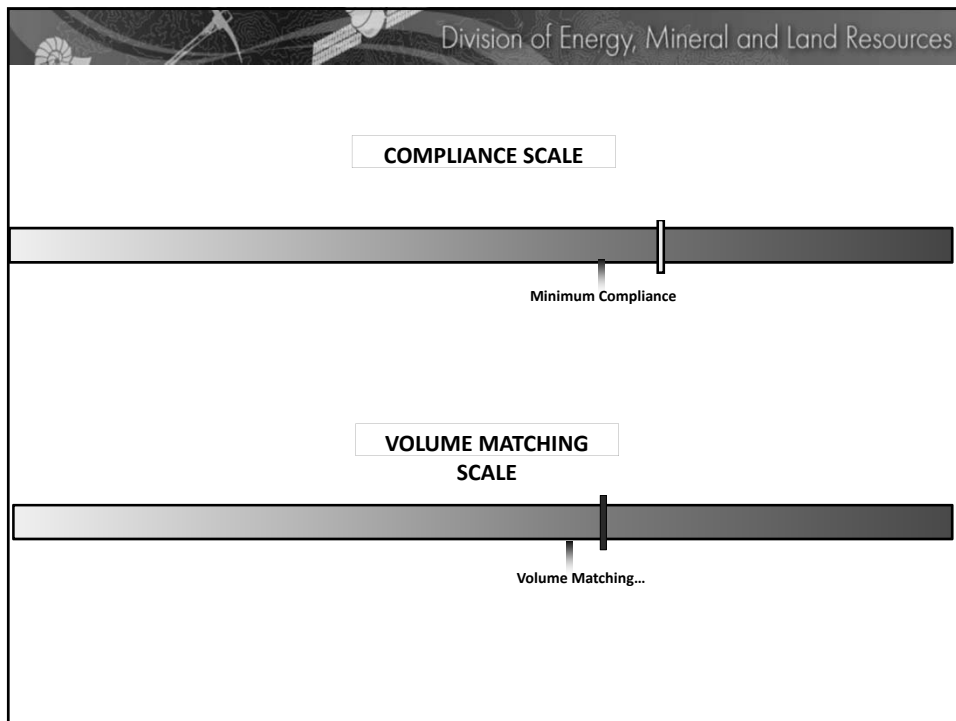 Division of Energy, Mineral and Land Resources
COMPLIANCE SCALE
Minimum Compliance
VOLUME MATCHING
SCALE
Volume Matching…